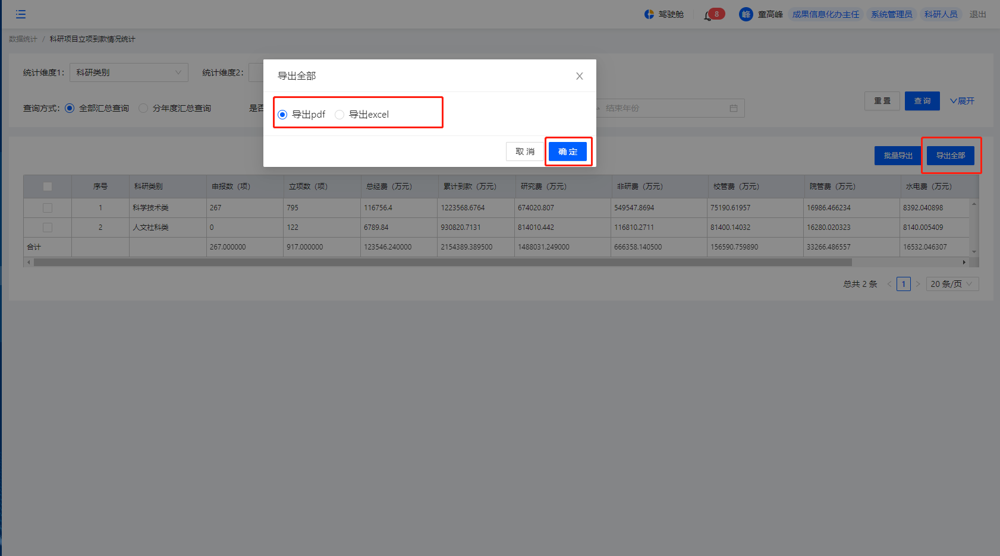 驾驶舱 8 峰 童高峰 成果信息化办主任 系统管理员 科研人员 退出
数据统计 / 科研项目立项到款情况统计
统计维度1: 科研类别 统计维度2:
导出全部
查询方式: 全部汇总查询 分年度汇总查询 是否
导出pdf 导出excel
结束年份
重置 查询 展开
取消 确定
批量导出 导出全部
序号 科研类别 申报数（项） 立项数（项） 总经费（万元） 累计到款（万元） 研究费（万元） 非研费（万元） 校管费（万元） 院管费（万元） 水电费（万元）
1 科学技术类 267 795 116756.4 1223568.6764 674020.807 549547.8694 75190.61957 16986.466234 8392.040898
2 人文社科类 0 122 6789.84 930820.7131 814010.442 116810.2711 81400.14032 16280.020323 8140.005409
合计 267.000000 917.000000 123546.240000 2154389.389500 1488031.249000 666358.140500 156590.759890 33266.486557 16532.046307
总共 2 条 < 1 > 20 条/页